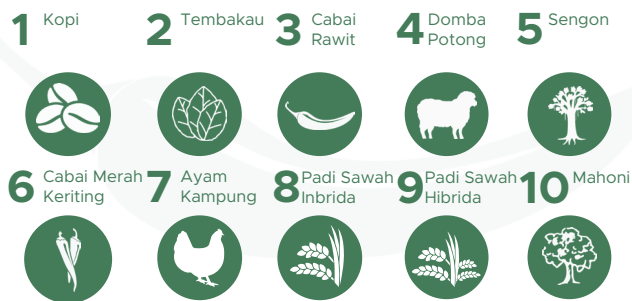 1 Kopi
2 Tembakau
3 Cabai
Rawit
4 Domba
Potong
5 Sengon
6 Cabai Merah
Keriting
7 Ayam
Kampung
8 Padi Sawah
Inbrida
9 Padi Sawah
Hibrida
10 Mahoni